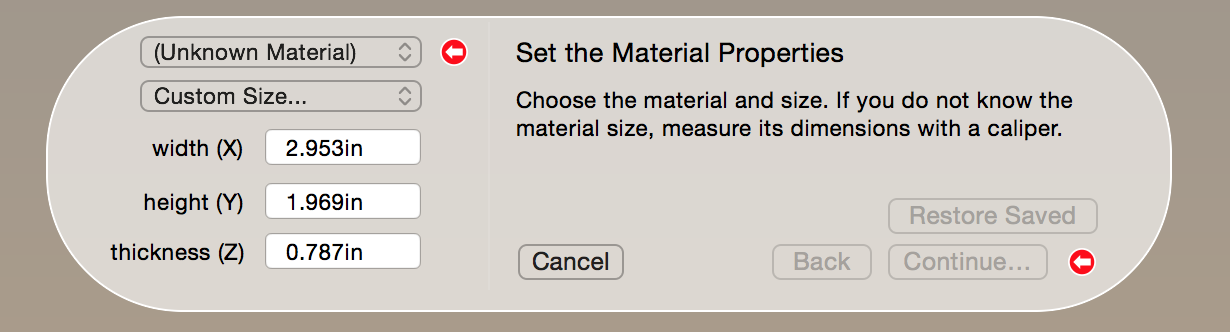 (Unknown Material)
Custom Size...
width (X) 2.953in
height (Y) 1.969in
thickness (Z) 0.787in
Set the Material Properties
Choose the material and size. If you do not know the
material size, measure its dimensions with a caliper.
Restore Saved
Cancel
Back
Continue...